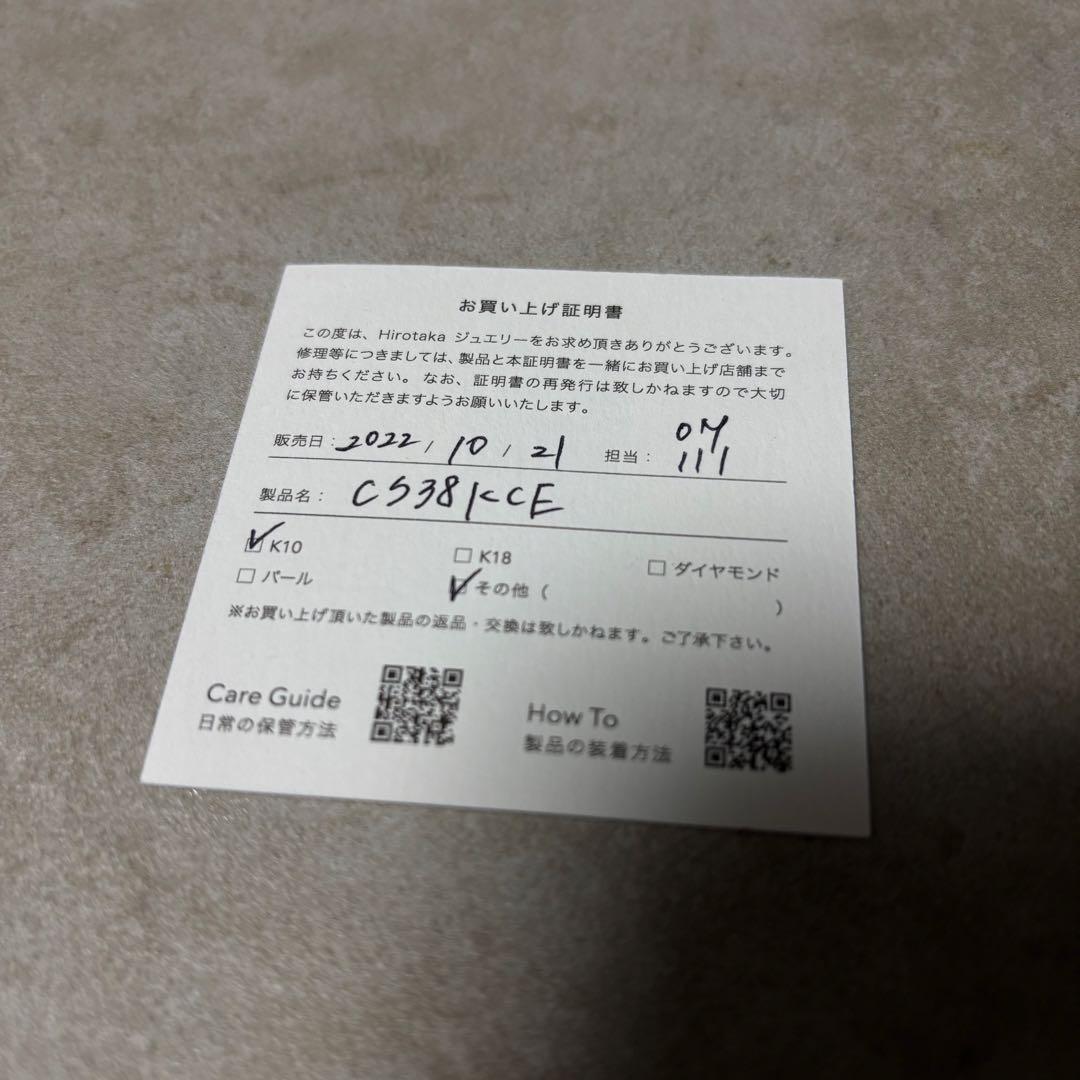 お買い上げ証明書
この度は、Hirotaka ジュエリーをお求め頂きありがとうございます。
修理等につきましては、製品と本証明書を一緒にお買い上げ店舗まで
お持ちください。なお、証明書の再発行は致しかねますので大切
に保管いただきますようお願いいたします。
販売日：2022 / 10 / 21 担当：
製品名：CS38KCE
K10 K18 ダイヤモンド
パール その他（ ）
※お買い上げ頂いた製品の返品・交換は致しかねます。ご了承下さい。
Care Guide
日常の保管方法
How To
製品の装着方法